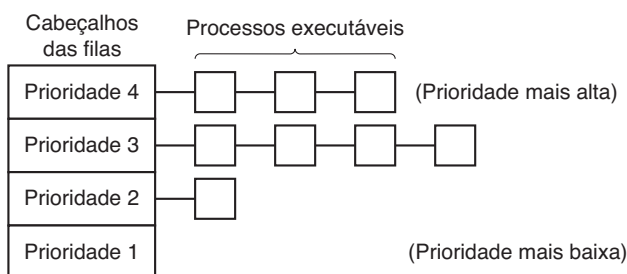 Cabeçalhos
das filas
Processos executáveis
Prioridade 4
(Prioridade mais alta)
Prioridade 3
Prioridade 2
Prioridade 1
(Prioridade mais baixa)